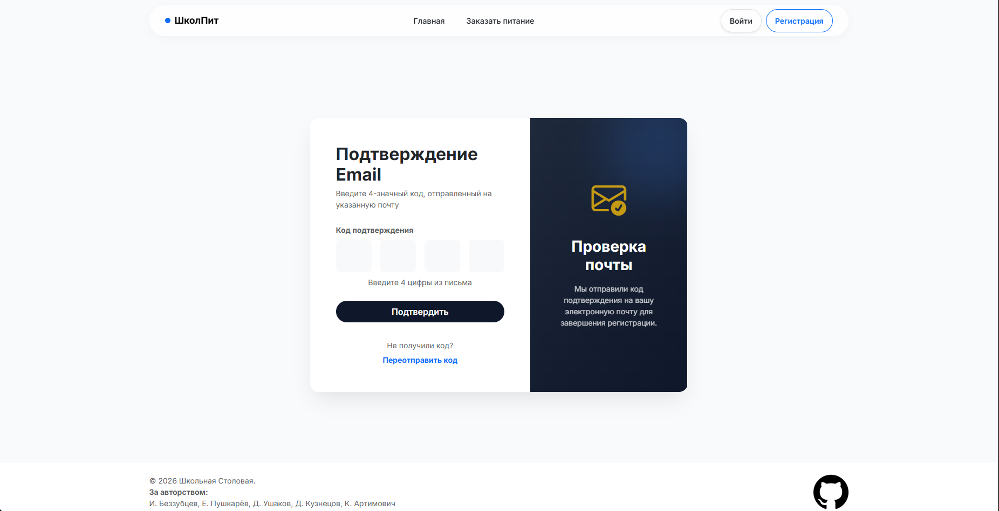 ШколПит
Главная
Заказать питание
Войти
Регистрация
Подтверждение
Email
Введите 4-значный код, отправленный на
указанную почту
Код подтверждения
Введите 4 цифры из письма
Подтвердить
Не получили код?
Переотправить код
Проверка
почты
Мы отправили код
подтверждения на вашу
электронную почту для
завершения регистрации.
© 2026 Школьная Столовая.
За авторством:
И. Беззубцев, Е. Пушкарёв, Д. Ушаков, Д. Кузнецов, К. Артимович